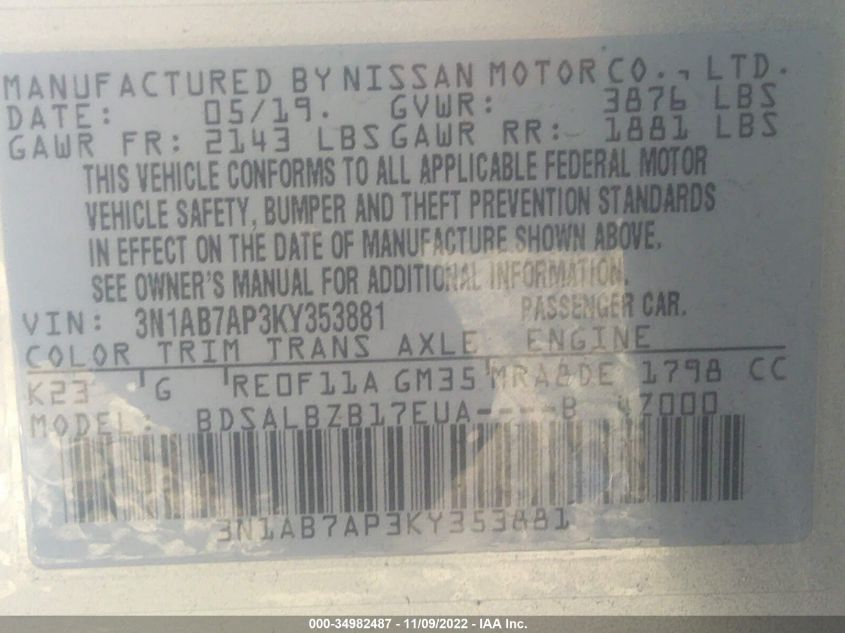 MANUFACTURED BY NISSAN MOTOR CO., LTD.
DATE: 05/19. GVWR: 3876 LBS
GAWR FR: 2143 LBS GAWR RR: 1881 LBS
THIS VEHICLE CONFORMS TO ALL APPLICABLE FEDERAL MOTOR
VEHICLE SAFETY, BUMPER AND THEFT PREVENTION STANDARDS
IN EFFECT ON THE DATE OF MANUFACTURE SHOWN ABOVE.
SEE OWNER'S MANUAL FOR ADDITIONAL INFORMATION.
VIN: 3N1AB7AP3KY353881 PASSENGER CAR.
COLOR TRIM TRANS AXLE ENGINE
K23 G RE0F11A GM35 MRA8DE 1798 CC
MODEL: BDSALBZB17EUA----B Z000
3N1AB7AP3KY353881
000-34982487 - 11/09/2022 - IAA Inc.